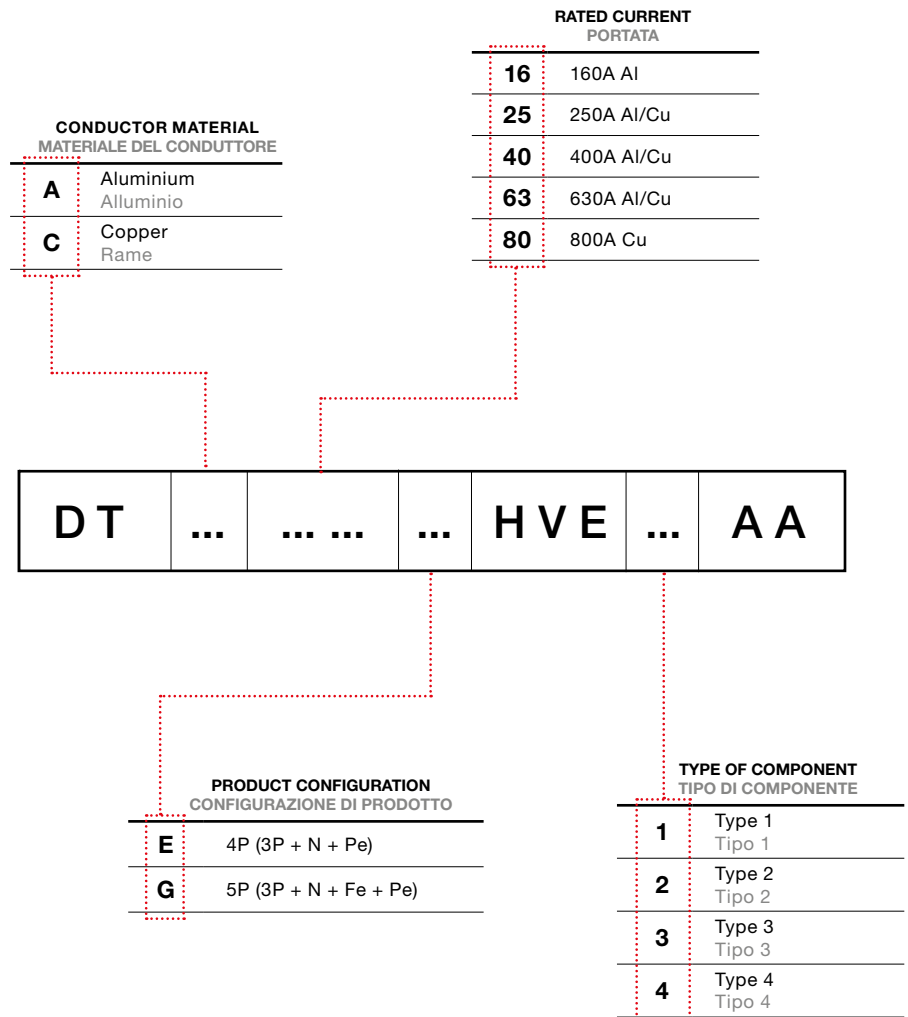 RATED CURRENT
PORTATA
16 160A Al
25 250A Al/Cu
40 400A Al/Cu
63 630A Al/Cu
80 800A Cu
CONDUCTOR MATERIAL
MATERIALE DEL CONDUTTORE
A Aluminium
Alluminio
C Copper
Rame
D T ... ... ... ... H V E ... A A
PRODUCT CONFIGURATION
CONFIGURAZIONE DI PRODOTTO
E 4P (3P + N + Pe)
G 5P (3P + N + Fe + Pe)
TYPE OF COMPONENT
TIPO DI COMPONENTE
1 Type 1
Tipo 1
2 Type 2
Tipo 2
3 Type 3
Tipo 3
4 Type 4
Tipo 4